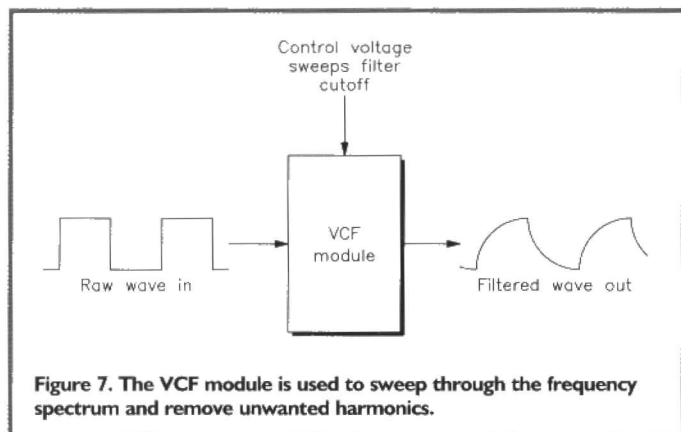 Control voltage
sweeps filter
cutoff
VCF
module
Raw wave in
Filtered wave out
Figure 7. The VCF module is used to sweep through the frequency
spectrum and remove unwanted harmonics.